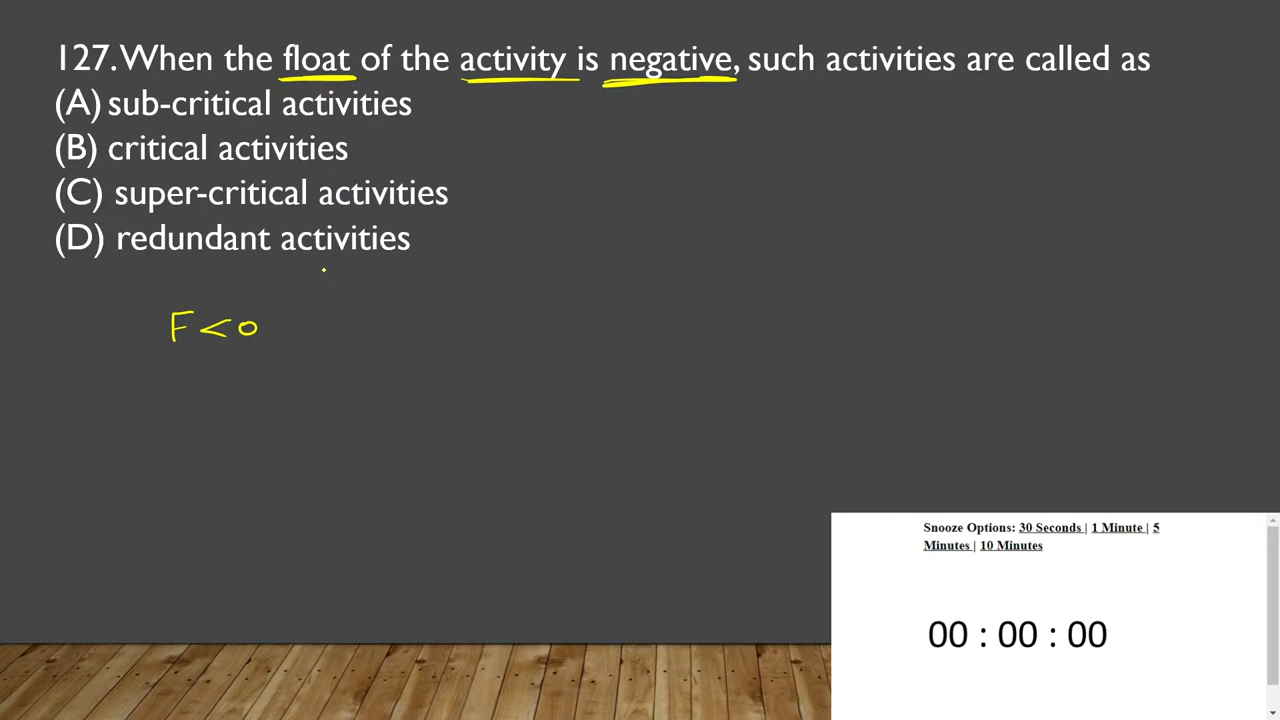 127. When the float of the activity is negative, such activities are called as
(A) sub-critical activities
(B) critical activities
(C) super-critical activities
(D) redundant activities
F < 0
Snooze Options: 30 Seconds | 1 Minute | 5
Minutes | 10 Minutes
00 : 00 : 00